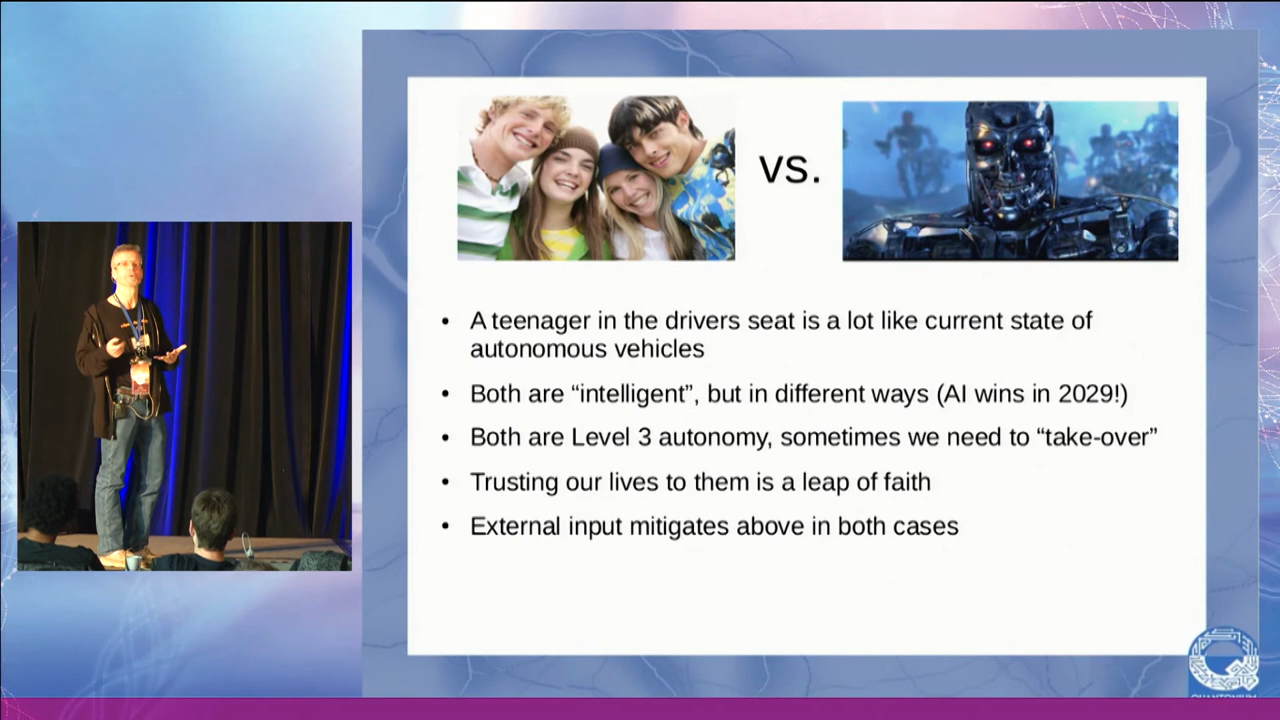 vs.
• A teenager in the drivers seat is a lot like current state of
autonomous vehicles
• Both are “intelligent”, but in different ways (AI wins in 2029!)
• Both are Level 3 autonomy, sometimes we need to “take-over”
• Trusting our lives to them is a leap of faith
• External input mitigates above in both cases
QUANTONIUM